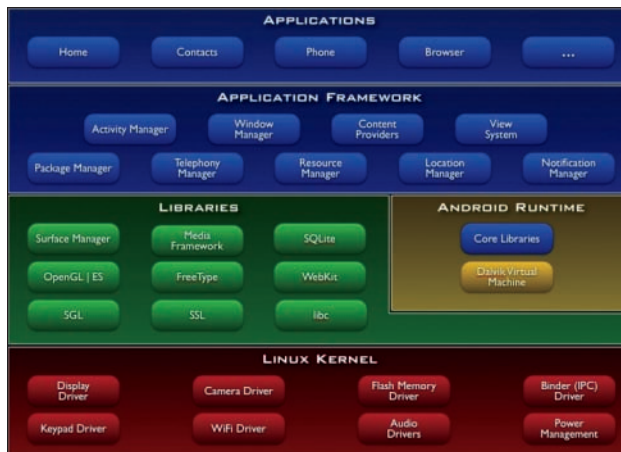 APPLICATIONS
Home
Contacts
Phone
Browser
...
APPLICATION FRAMEWORK
Activity Manager
Window
Manager
Content
Providers
View
System
Package Manager
Telephony
Manager
Resource
Manager
Location
Manager
Notification
Manager
LIBRARIES
Surface Manager
Media
Framework
SQLite
OpenGL | ES
FreeType
WebKit
SGL
SSL
libc
ANDROID RUNTIME
Core Libraries
Dalvik Virtual
Machine
LINUX KERNEL
Display
Driver
Camera Driver
Flash Memory
Driver
Binder (IPC)
Driver
Keypad Driver
WiFi Driver
Audio
Drivers
Power
Management